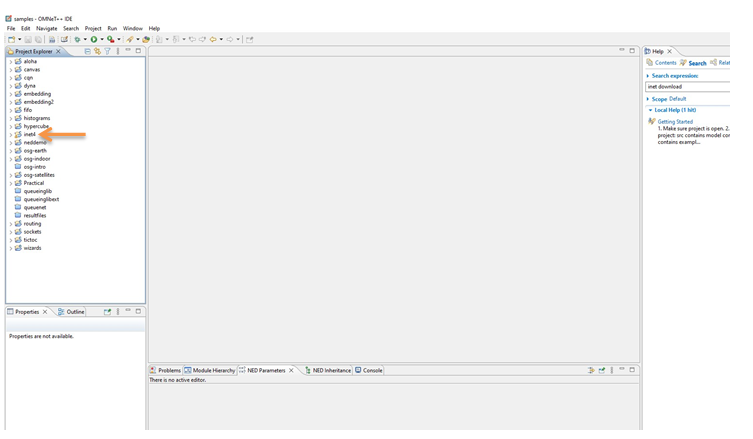 samples - OMNeT++ IDE
File Edit Navigate Search Project Run Window Help
Project Explorer
aloha
canvas
cqn
dyna
embedding
embedding2
fifo
histograms
hypercube
inet4
neddemo
osg-earth
osg-indoor
osg-intro
osg-satellites
Practical
queueinglib
queueinglibext
queuenet
resultfiles
routing
sockets
tictoc
wizards
Properties Outline
Properties are not available.
Problems Module Hierarchy NED Parameters NED Inheritance Console
There is no active editor.
Help
Contents Search Relat
Search expression:
inet download
Scope Default
Local Help (1 hit)
Getting Started
1. Make sure project is open. 2.
project: src contains model cor
contains exampl...